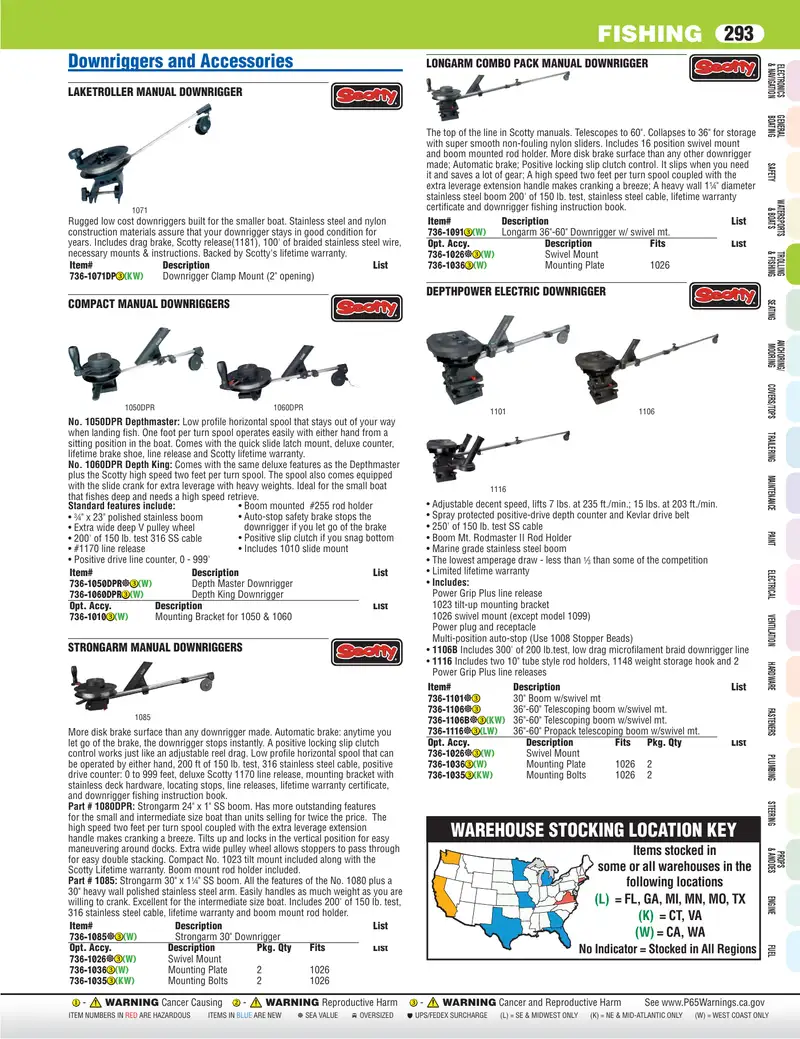 FISHING 293
Downriggers and Accessories
LAKETROLLER MANUAL DOWNRIGGER
Scotty
1071
Rugged low cost downriggers built for the smaller boat. Stainless steel and nylon
construction materials assure that your downrigger stays in good condition for
years. Includes drag brake, Scotty release(1181), 100' of braided stainless steel wire,
necessary mounts & instructions. Backed by Scotty's lifetime warranty.
Item# Description List
736-1071DP③(KW) Downrigger Clamp Mount (2" opening)
COMPACT MANUAL DOWNRIGGERS
Scotty
1050DPR 1060DPR
No. 1050DPR Depthmaster: Low profile horizontal spool that stays out of your way
when landing fish. One foot per turn spool operates easily with either hand from a
sitting position in the boat. Comes with the quick slide latch mount, deluxe counter,
lifetime brake shoe, line release and Scotty lifetime warranty.
No. 1060DPR Depth King: Comes with the same deluxe features as the Depthmaster
plus the Scotty high speed two feet per turn spool. The spool also comes equipped
with the slide crank for extra leverage with heavy weights. Ideal for the small boat
that fishes deep and needs a high speed retrieve.
Standard features include:
• ¾" x 23" polished stainless boom
• Extra wide deep V pulley wheel
• 200' of 150 lb. test 316 SS cable
• #1170 line release
• Positive drive line counter, 0 - 999'
• Boom mounted #255 rod holder
• Auto-stop safety brake stops the
downrigger if you let go of the brake
• Positive slip clutch if you snag bottom
• Includes 1010 slide mount
Item# Description List
736-1050DPR☸③(W) Depth Master Downrigger
736-1060DPR③(W) Depth King Downrigger
Opt. Accy. Description List
736-1010③(W) Mounting Bracket for 1050 & 1060
STRONGARM MANUAL DOWNRIGGERS
Scotty
1085
More disk brake surface than any downrigger made. Automatic brake: anytime you
let go of the brake, the downrigger stops instantly. A positive locking slip clutch
control works just like an adjustable reel drag. Low profile horizontal spool that can
be operated by either hand, 200 ft of 150 lb. test, 316 stainless steel cable, positive
drive counter: 0 to 999 feet, deluxe Scotty 1170 line release, mounting bracket with
stainless deck hardware, locating stops, line releases, lifetime warranty certificate,
and downrigger fishing instruction book.
Part # 1080DPR: Strongarm 24" x 1" SS boom. Has more outstanding features
for the small and intermediate size boat than units selling for twice the price. The
high speed two feet per turn spool coupled with the extra leverage extension
handle makes cranking a breeze. Tilts up and locks in the vertical position for easy
maneuvering around docks. Extra wide pulley wheel allows stoppers to pass through
for easy double stacking. Compact No. 1023 tilt mount included along with the
Scotty Lifetime warranty. Boom mount rod holder included.
Part # 1085: Strongarm 30" x 1¼" SS boom. All the features of the No. 1080 plus a
30" heavy wall polished stainless steel arm. Easily handles as much weight as you are
willing to crank. Excellent for the intermediate size boat. Includes 200' of 150 lb. test,
316 stainless steel cable, lifetime warranty and boom mount rod holder.
Item# Description List
736-1085☸③(W) Strongarm 30" Downrigger
Opt. Accy. Description Pkg. Qty Fits List
736-1026☸③(W) Swivel Mount
736-1036③(W) Mounting Plate 2 1026
736-1035③(KW) Mounting Bolts 2 1026
LONGARM COMBO PACK MANUAL DOWNRIGGER
Scotty
The top of the line in Scotty manuals. Telescopes to 60". Collapses to 36" for storage
with super smooth non-fouling nylon sliders. Includes 16 position swivel mount
and boom mounted rod holder. More disk brake surface than any other downrigger
made; Automatic brake; Positive locking slip clutch control. It slips when you need
it and saves a lot of gear; A high speed two feet per turn spool coupled with the
extra leverage extension handle makes cranking a breeze; A heavy wall 1¼" diameter
stainless steel boom 200' of 150 lb. test, stainless steel cable, lifetime warranty
certificate and downrigger fishing instruction book.
Item# Description List
736-1091③(W) Longarm 36"-60" Downrigger w/ swivel mt.
Opt. Accy. Description Fits List
736-1026☸③(W) Swivel Mount
736-1036③(W) Mounting Plate 1026
DEPTHPOWER ELECTRIC DOWNRIGGER
Scotty
1101 1106
1116
• Adjustable decent speed, lifts 7 lbs. at 235 ft./min.; 15 lbs. at 203 ft./min.
• Spray protected positive-drive depth counter and Kevlar drive belt
• 250' of 150 lb. test SS cable
• Boom Mt. Rodmaster II Rod Holder
• Marine grade stainless steel boom
• The lowest amperage draw - less than ½ than some of the competition
• Limited lifetime warranty
• Includes:
Power Grip Plus line release
1023 tilt-up mounting bracket
1026 swivel mount (except model 1099)
Power plug and receptacle
Multi-position auto-stop (Use 1008 Stopper Beads)
• 1106B Includes 300' of 200 lb.test, low drag microfilament braid downrigger line
• 1116 Includes two 10" tube style rod holders, 1148 weight storage hook and 2
Power Grip Plus line releases
Item# Description List
736-1101☸③ 30" Boom w/swivel mt
736-1106☸③ 36"-60" Telescoping boom w/swivel mt.
736-1106B☸③(KW) 36"-60" Telescoping boom w/swivel mt.
736-1116☸③(LW) 36"-60" Propack telescoping boom w/swivel mt.
Opt. Accy. Description Fits Pkg. Qty List
736-1026☸③(W) Swivel Mount
736-1036③(W) Mounting Plate 1026 2
736-1035③(KW) Mounting Bolts 1026 2
WAREHOUSE STOCKING LOCATION KEY
Items stocked in
some or all warehouses in the
following locations
(L) = FL, GA, MI, MN, MO, TX
(K) = CT, VA
(W) = CA, WA
No Indicator = Stocked in All Regions
ELECTRONICS
& NAVIGATION
GENERAL
BOATING
SAFETY
WATERSPORTS
& BOATS
TROLLING
& FISHING
SEATING
ANCHORING/
MOORING
COVERS/TOPS
TRAILERING
MAINTENANCE
PAINT
ELECTRICAL
VENTILATION
HARDWARE
FASTENERS
PLUMBING
STEERING
PROPS
& ANODES
ENGINE
FUEL
① - ⚠ WARNING Cancer Causing ② - ⚠ WARNING Reproductive Harm ③ - ⚠ WARNING Cancer and Reproductive Harm See www.P65Warnings.ca.gov
ITEM NUMBERS IN RED ARE HAZARDOUS ITEMS IN BLUE ARE NEW ☸ SEA VALUE OVERSIZED UPS/FEDEX SURCHARGE (L) = SE & MIDWEST ONLY (K) = NE & MID-ATLANTIC ONLY (W) = WEST COAST ONLY